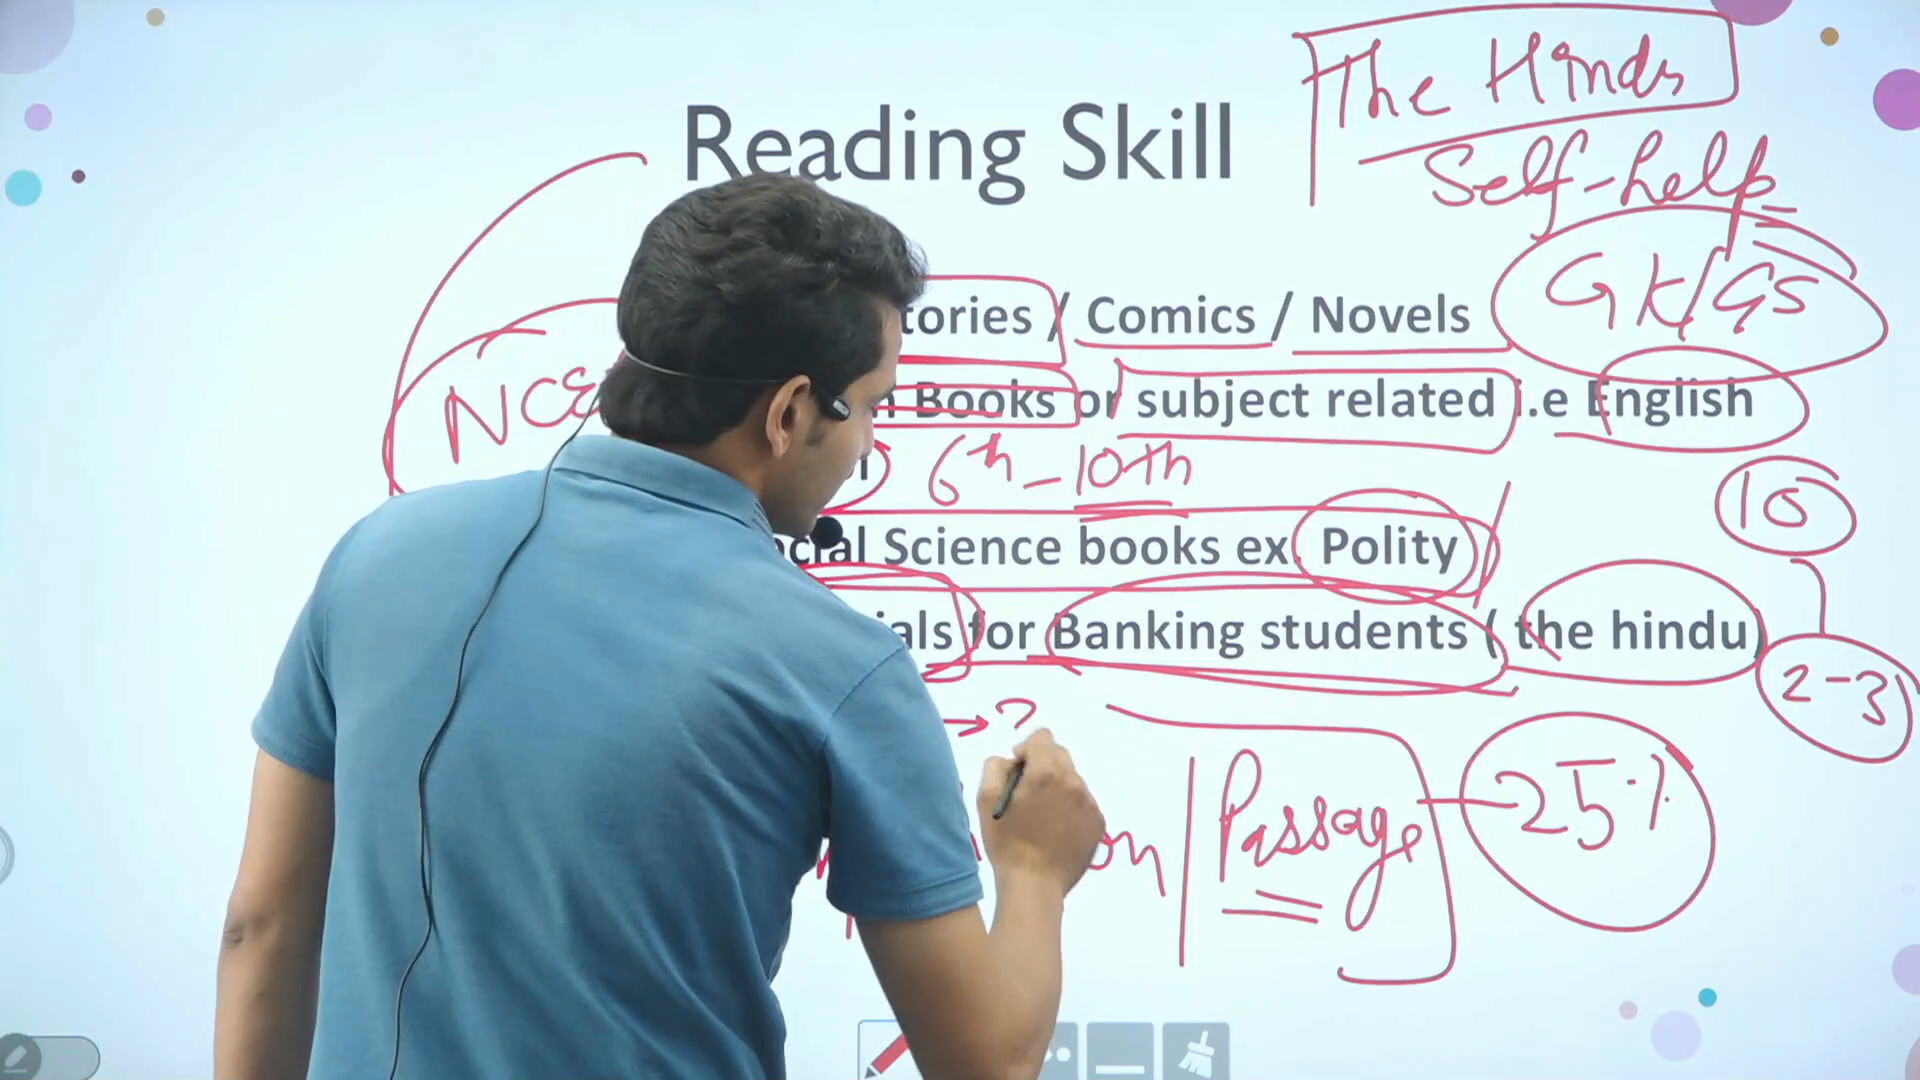 The Hindu
Reading Skill
Self-help
GK/GS
tories / Comics / Novels
NCE
Books or subject related i.e English
6th - 10th
10
cial Science books ex. Polity
ials for Banking students ( the hindu)
2-3
→ ?
on | Passage
25%